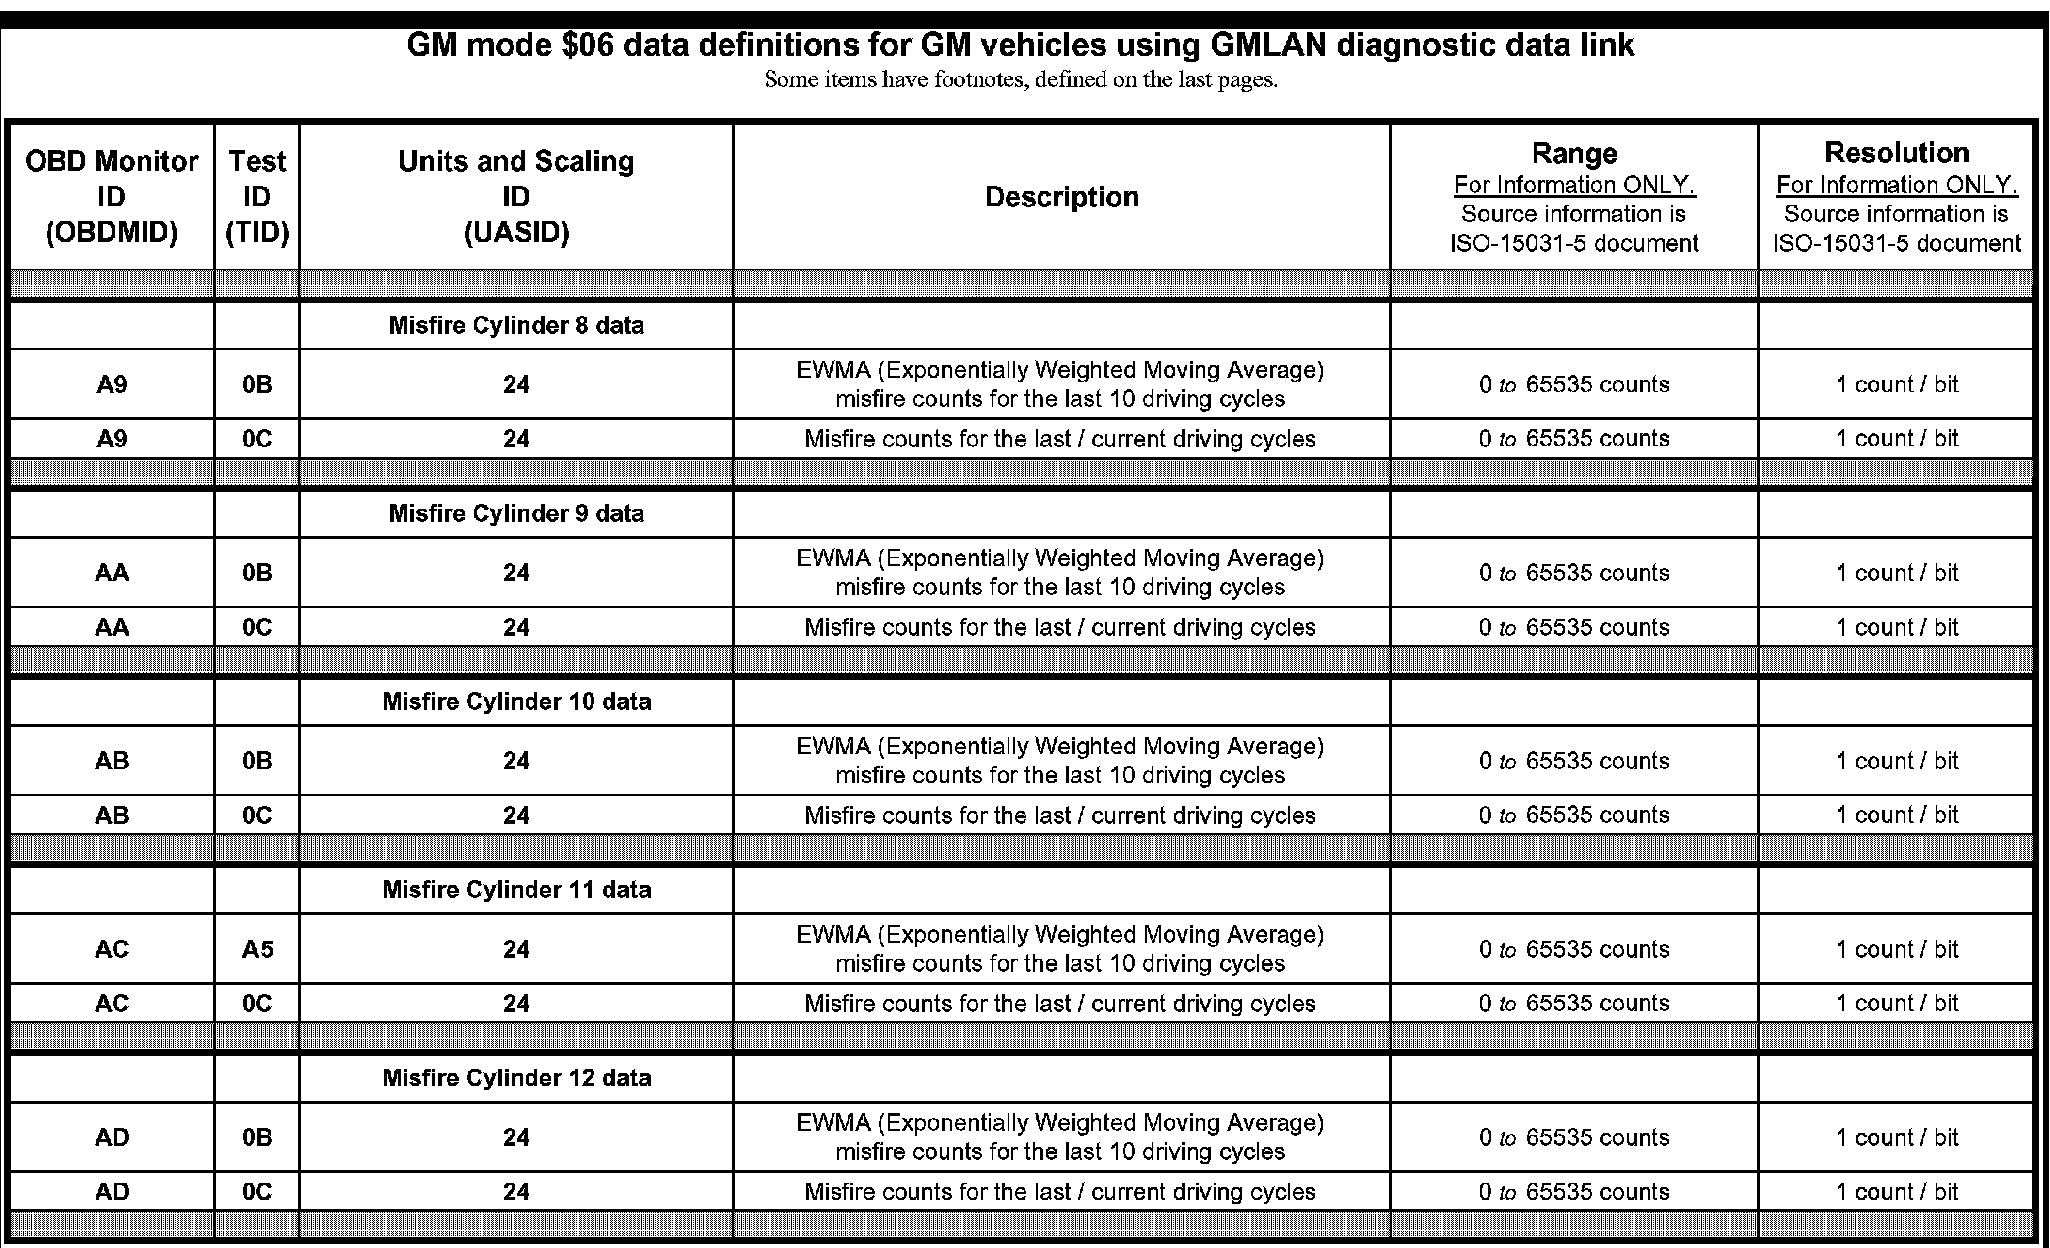 GM mode $06 data definitions for GM vehicles using GMLAN diagnostic data link
Some items have footnotes, defined on the last pages.
OBD Monitor ID (OBDMID) Test ID (TID) Units and Scaling ID (UASID) Description Range For Information ONLY. Source information is ISO-15031-5 document Resolution For Information ONLY. Source information is ISO-15031-5 document
Misfire Cylinder 8 data
A9 0B 24 EWMA (Exponentially Weighted Moving Average) misfire counts for the last 10 driving cycles 0 to 65535 counts 1 count / bit
A9 0C 24 Misfire counts for the last / current driving cycles 0 to 65535 counts 1 count / bit
Misfire Cylinder 9 data
AA 0B 24 EWMA (Exponentially Weighted Moving Average) misfire counts for the last 10 driving cycles 0 to 65535 counts 1 count / bit
AA 0C 24 Misfire counts for the last / current driving cycles 0 to 65535 counts 1 count / bit
Misfire Cylinder 10 data
AB 0B 24 EWMA (Exponentially Weighted Moving Average) misfire counts for the last 10 driving cycles 0 to 65535 counts 1 count / bit
AB 0C 24 Misfire counts for the last / current driving cycles 0 to 65535 counts 1 count / bit
Misfire Cylinder 11 data
AC A5 24 EWMA (Exponentially Weighted Moving Average) misfire counts for the last 10 driving cycles 0 to 65535 counts 1 count / bit
AC 0C 24 Misfire counts for the last / current driving cycles 0 to 65535 counts 1 count / bit
Misfire Cylinder 12 data
AD 0B 24 EWMA (Exponentially Weighted Moving Average) misfire counts for the last 10 driving cycles 0 to 65535 counts 1 count / bit
AD 0C 24 Misfire counts for the last / current driving cycles 0 to 65535 counts 1 count / bit